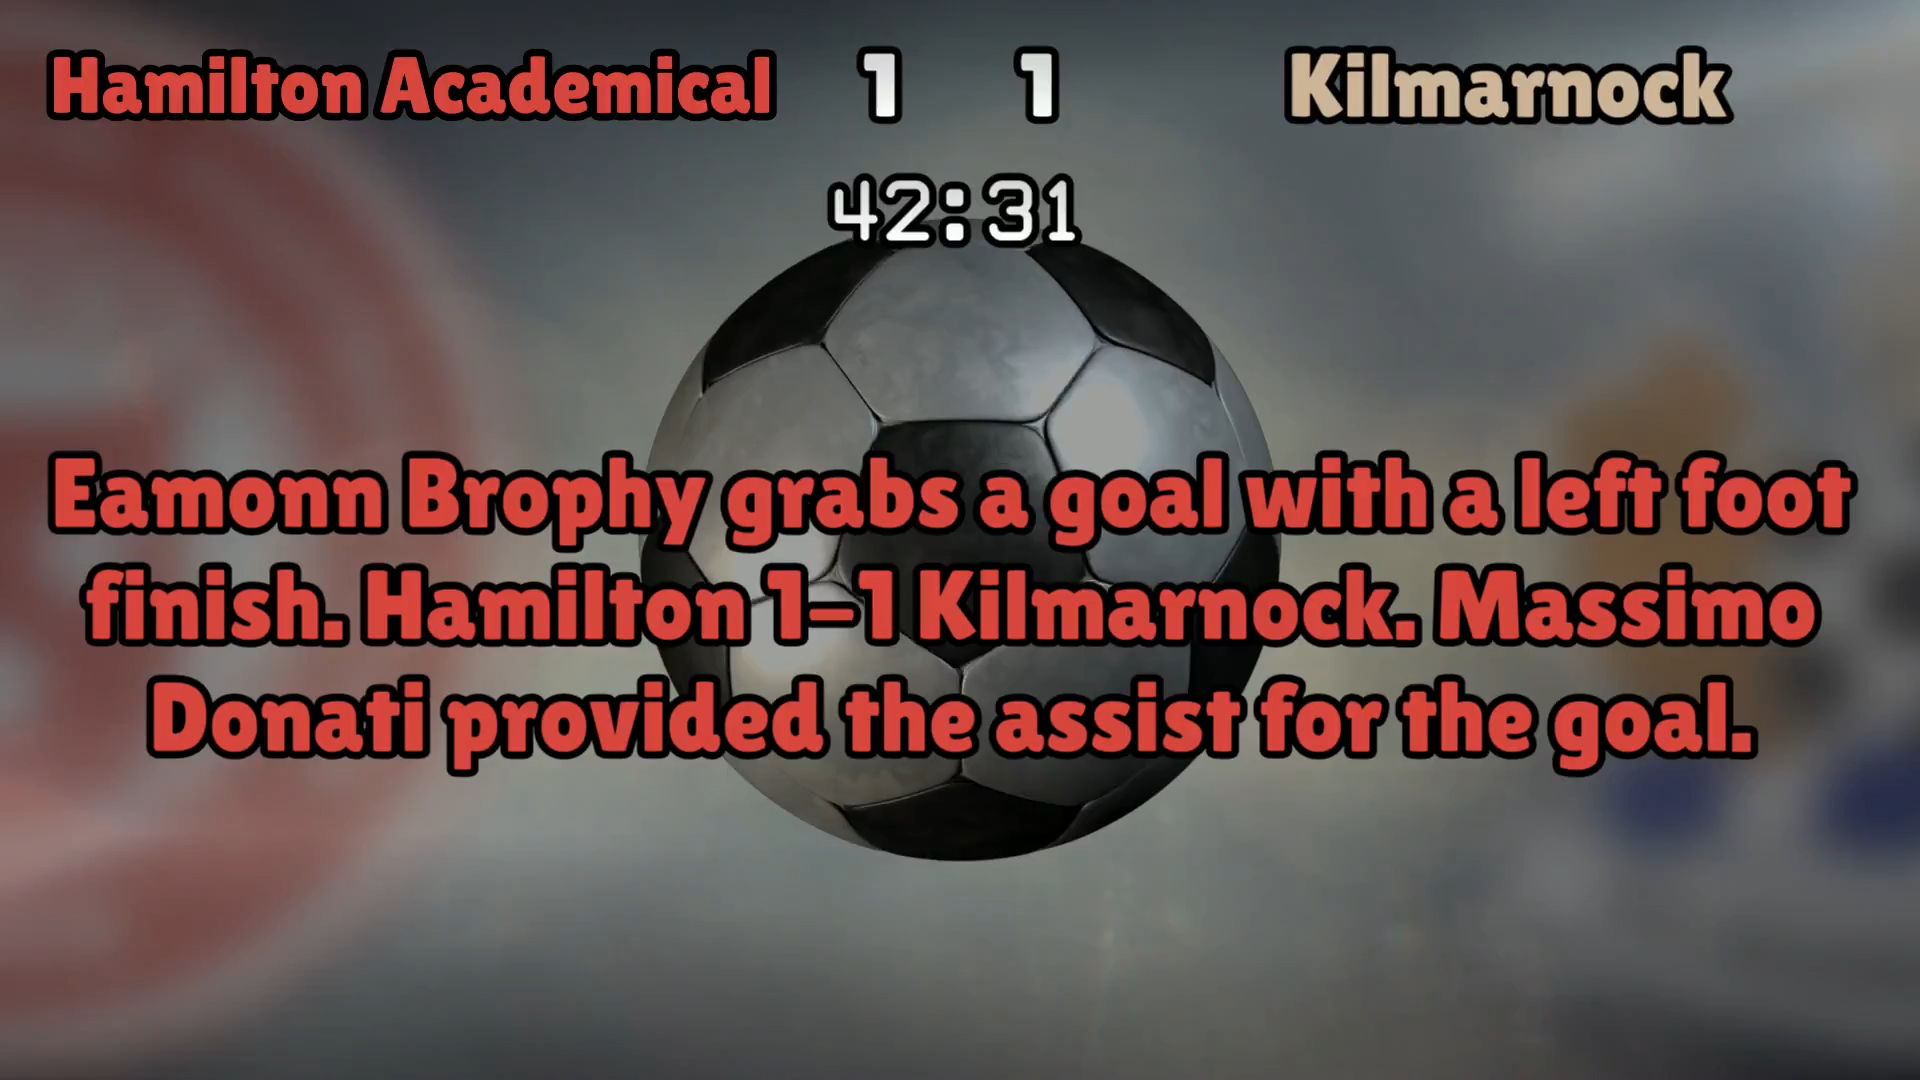 Hamilton Academical 1 1 Kilmarnock
42:31
Eamonn Brophy grabs a goal with a left foot
finish. Hamilton 1-1 Kilmarnock. Massimo
Donati provided the assist for the goal.